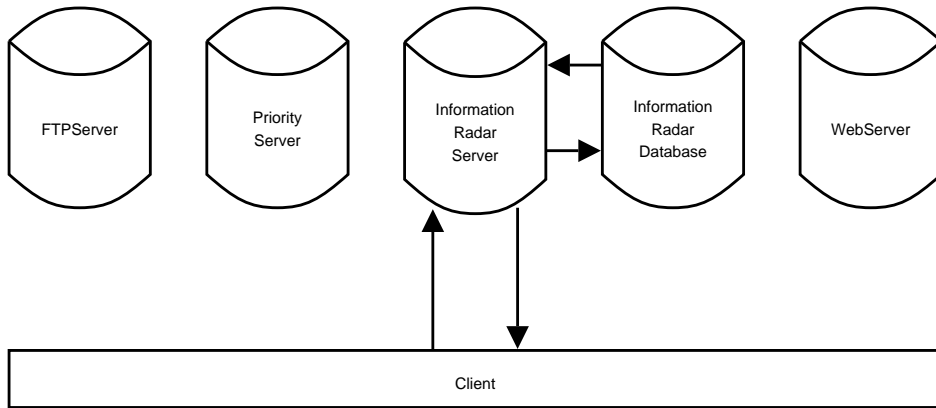 FTPServer
Priority
Server
Information
Radar
Server
Information
Radar
Database
WebServer
Client